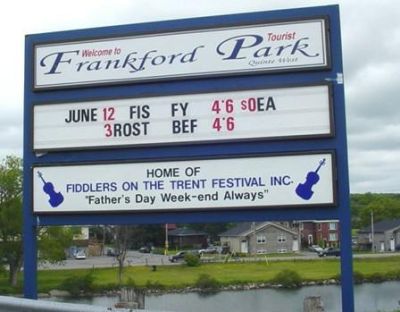 Welcome to Tourist
Frankford Park
Quinte West
JUNE 12 FIS FY 4'6 sOEA
3ROST BEF 4'6
HOME OF
FIDDLERS ON THE TRENT FESTIVAL INC.
"Father's Day Week-end Always"